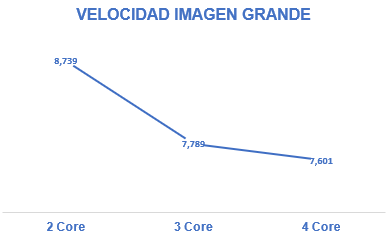 VELOCIDAD IMAGEN GRANDE
8,739
7,789
7,601
2 Core 3 Core 4 Core